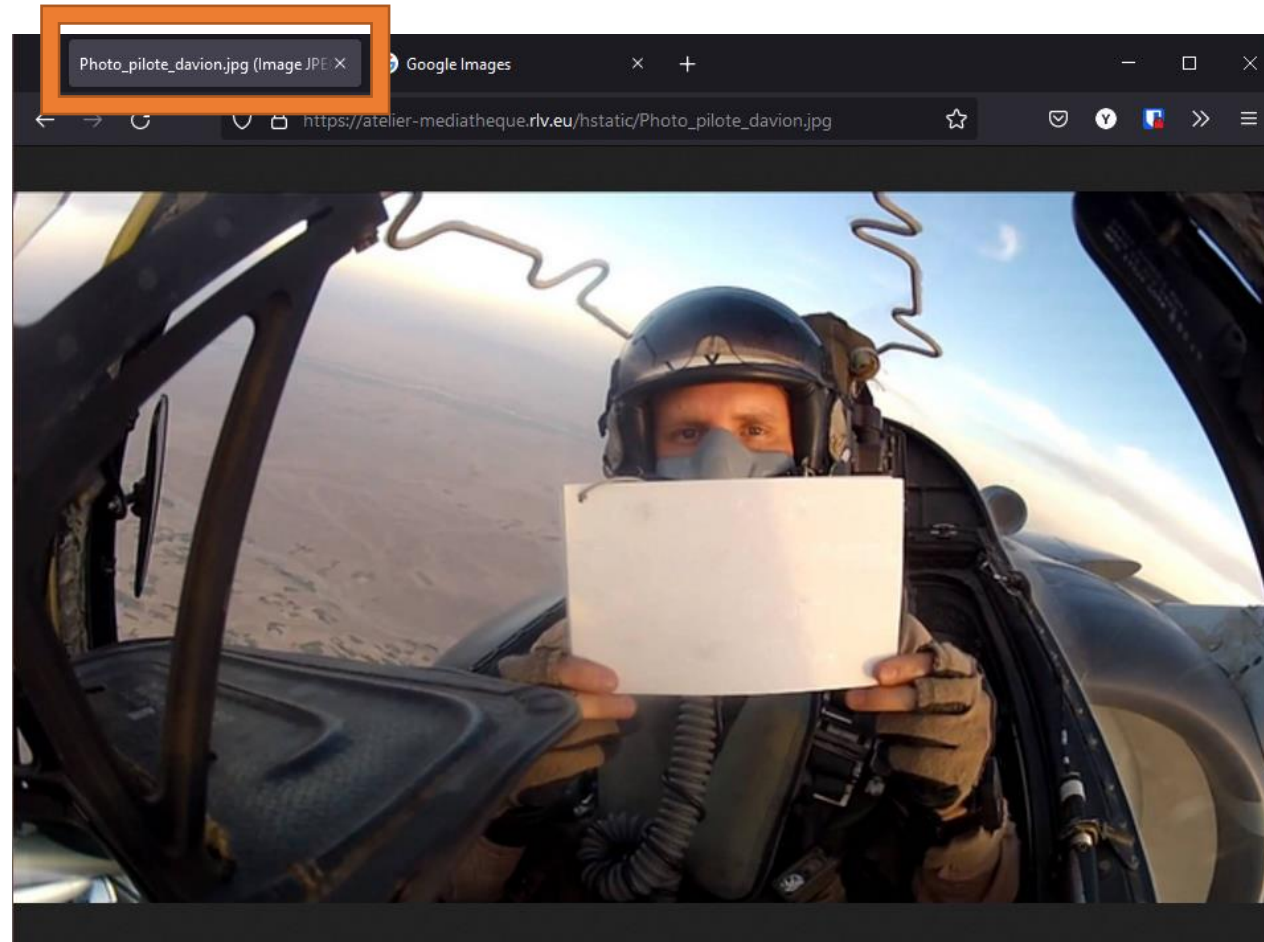 Photo_pilote_davion.jpg (Image JPE
Google Images
https://atelier-mediatheque.rlv.eu/hstatic/Photo_pilote_davion.jpg
Y